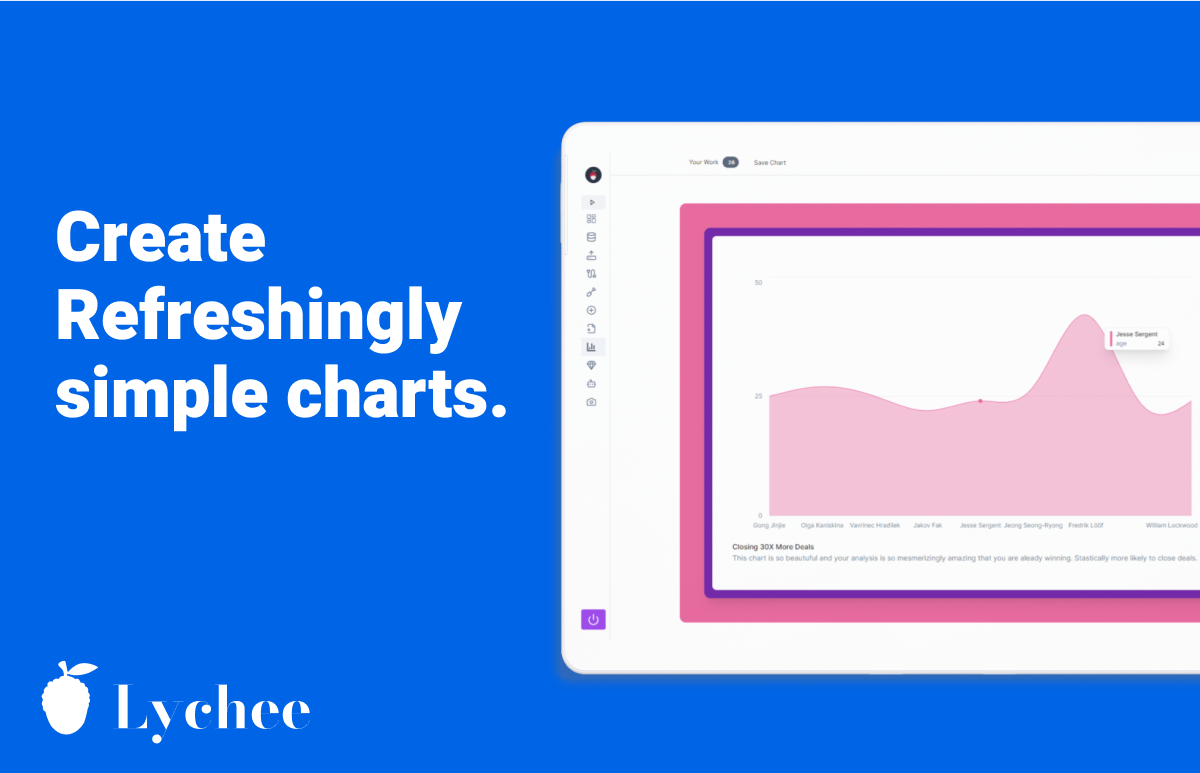 Create
Refreshingly
simple charts.
Lychee
Your Work 26 Save Chart
50
Jesse Sergent
age 24
25
0
Gong Jinjie Olga Kaniskina Vavrinec Hradilek Jakov Fak Jesse Sergent Jeong Seong-Ryong Fredrik Lööf William Lockwood
Closing 30X More Deals
This chart is so beautuful and your analysis is so mesmerizingly amazing that you are aleady winning. Stastically more likely to close deals.